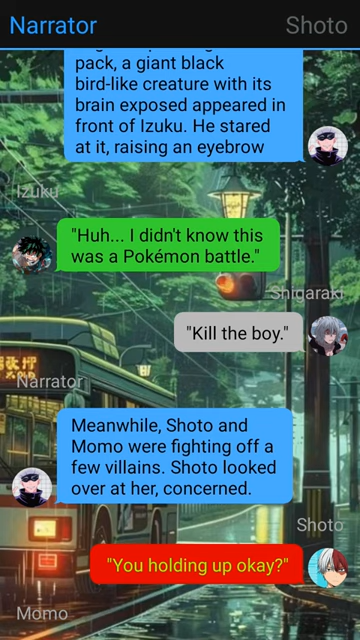 Narrator
Shoto
pack, a giant black
bird-like creature with its
brain exposed appeared in
front of Izuku. He stared
at it, raising an eyebrow
Izuku
"Huh... I didn't know this
was a Pokémon battle."
Shigaraki
"Kill the boy."
Narrator
Meanwhile, Shoto and
Momo were fighting off a
few villains. Shoto looked
over at her, concerned.
Shoto
"You holding up okay?"
Momo